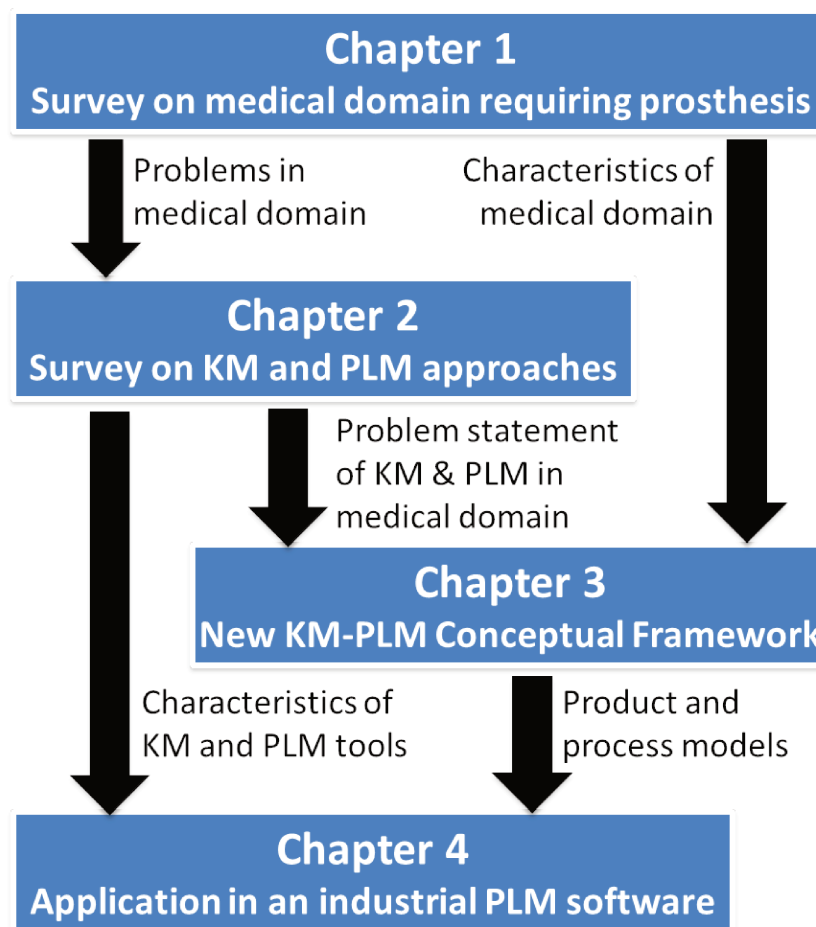 Chapter 1
Survey on medical domain requiring prosthesis
Problems in
medical domain
Characteristics of
medical domain
Chapter 2
Survey on KM and PLM approaches
Problem statement
of KM & PLM in
medical domain
Chapter 3
New KM-PLM Conceptual Framework
Characteristics of
KM and PLM tools
Product and
process models
Chapter 4
Application in an industrial PLM software